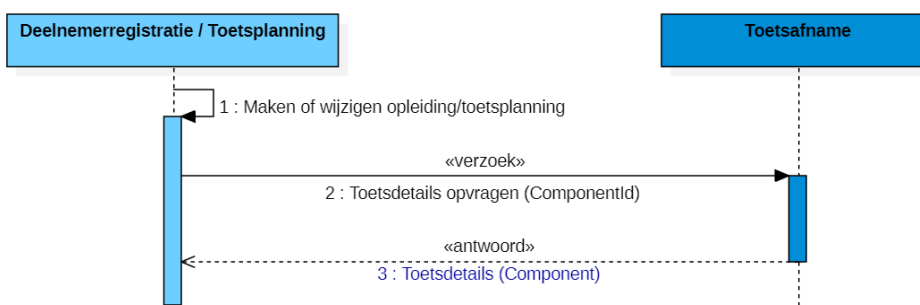 Deelnemerregistratie / Toetsplanning
Toetsafname
1 : Maken of wijzigen opleiding/toetsplanning
«verzoek»
2 : Toetsdetails opvragen (ComponentId)
«antwoord»
3 : Toetsdetails (Component)